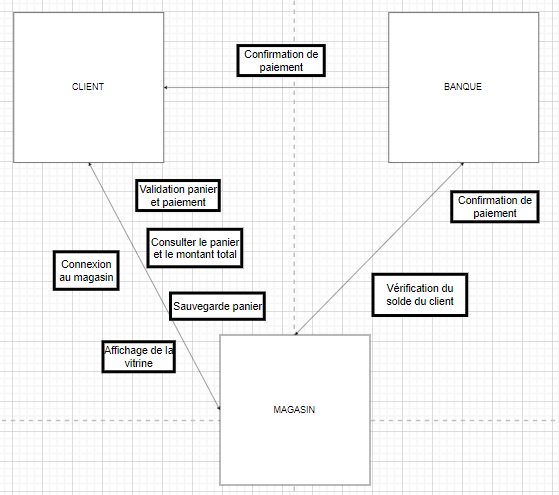 Confirmation de
paiement
CLIENT
BANQUE
Validation panier
et paiement
Confirmation de
paiement
Consulter le panier
et le montant total
Connexion
au magasin
Vérification du
solde du client
Sauvegarde panier
Affichage de la
vitrine
MAGASIN